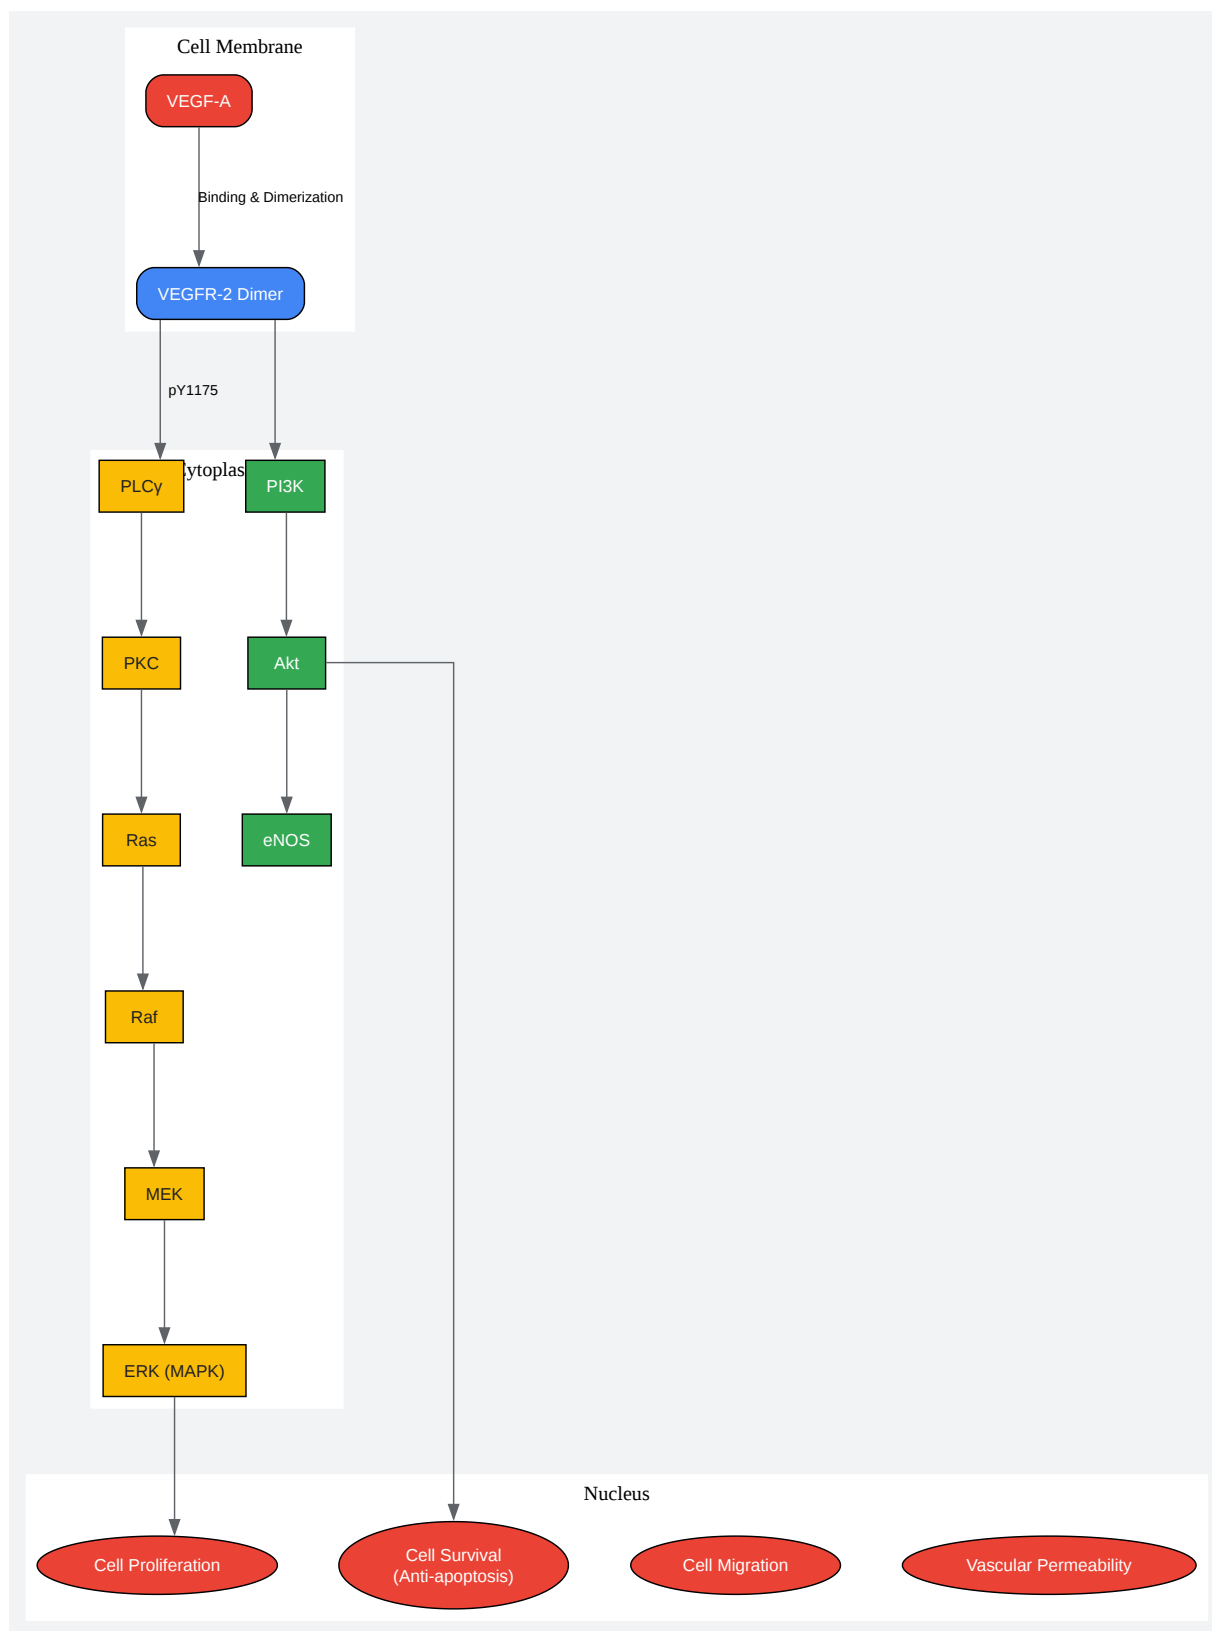 Cell Membrane
VEGF-A
Binding & Dimerization
VEGFR-2 Dimer
pY1175
PLCγ
PI3K
PKC
Akt
Ras
eNOS
Raf
MEK
ERK (MAPK)
Nucleus
Cell Proliferation
Cell Survival
(Anti-apoptosis)
Cell Migration
Vascular Permeability